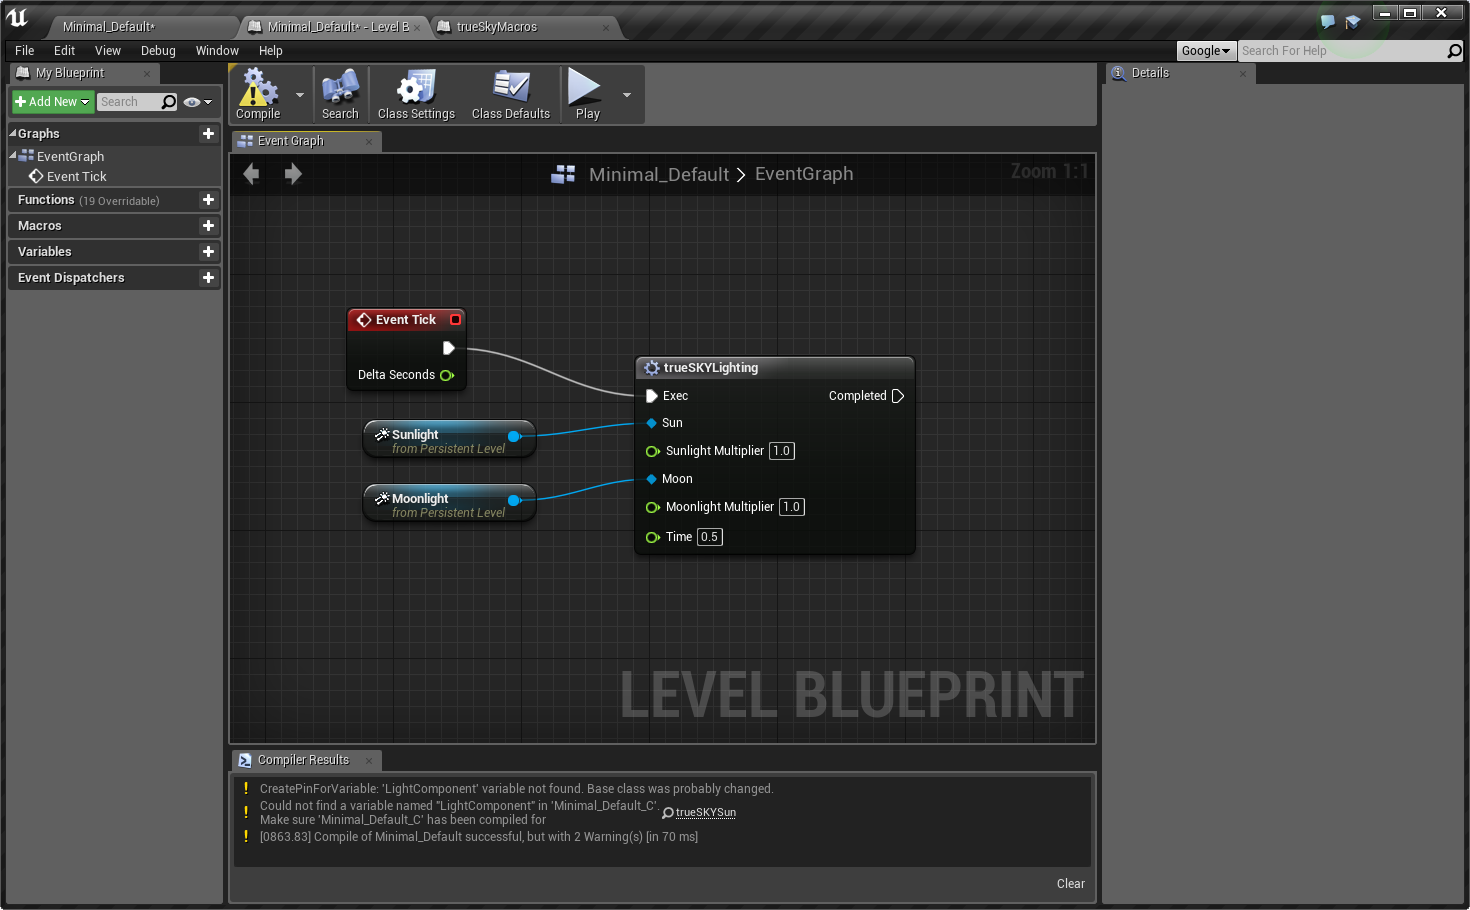 Minimal_Default*
Minimal_Default* - Level B
trueSkyMacros
File Edit View Debug Window Help
Google
Search For Help
My Blueprint
Add New
Search
Graphs
EventGraph
Event Tick
Functions (19 Overridable)
Macros
Variables
Event Dispatchers
Compile
Search
Class Settings
Class Defaults
Play
Event Graph
Minimal_Default > EventGraph
Zoom 1:1
Event Tick
Delta Seconds
Sunlight
from Persistent Level
Moonlight
from Persistent Level
trueSKYLighting
Exec
Completed
Sun
Sunlight Multiplier 1.0
Moon
Moonlight Multiplier 1.0
Time 0.5
LEVEL BLUEPRINT
Compiler Results
CreatePinForVariable: 'LightComponent' variable not found. Base class was probably changed.
Could not find a variable named "LightComponent" in 'Minimal_Default_C'.
Make sure 'Minimal_Default_C' has been compiled for
trueSKYSun
[0863.83] Compile of Minimal_Default successful, but with 2 Warning(s) [in 70 ms]
Clear
Details